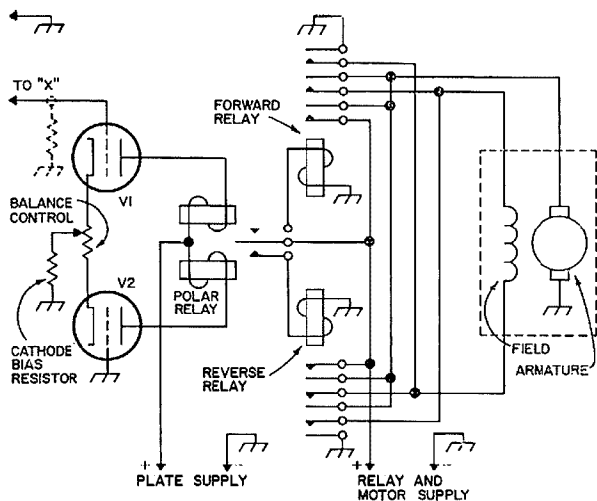 TO "X"
FORWARD
RELAY
V1
BALANCE
CONTROL
V2
POLAR
RELAY
CATHODE
BIAS
RESISTOR
REVERSE
RELAY
FIELD
ARMATURE
+ -
PLATE SUPPLY
+ -
RELAY AND
MOTOR SUPPLY